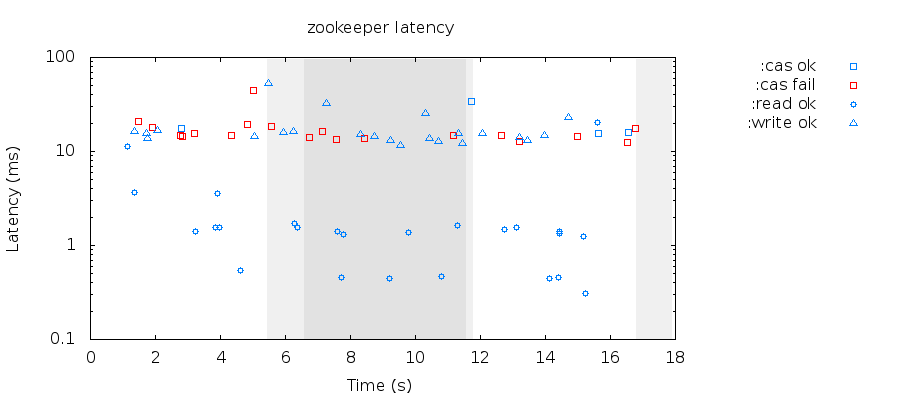 zookeeper latency
100
10
1
0.1
Latency (ms)
0 2 4 6 8 10 12 14 16 18
Time (s)
:cas ok
:cas fail
:read ok
:write ok